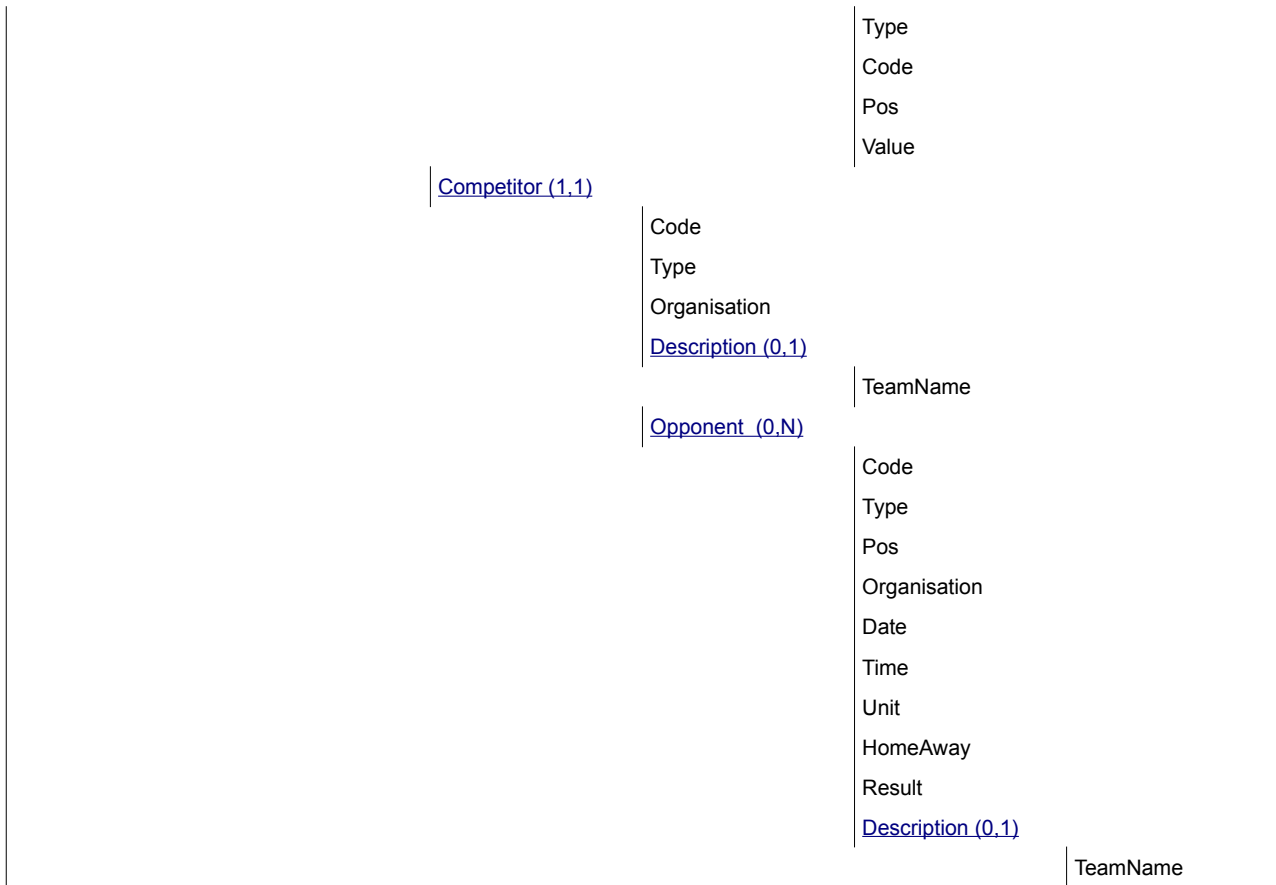 Type
Code
Pos
Value
Competitor (1,1)
Code
Type
Organisation
Description (0,1)
TeamName
Opponent  (0,N)
Code
Type
Pos
Organisation
Date
Time
Unit
HomeAway
Result
Description (0,1)
TeamName